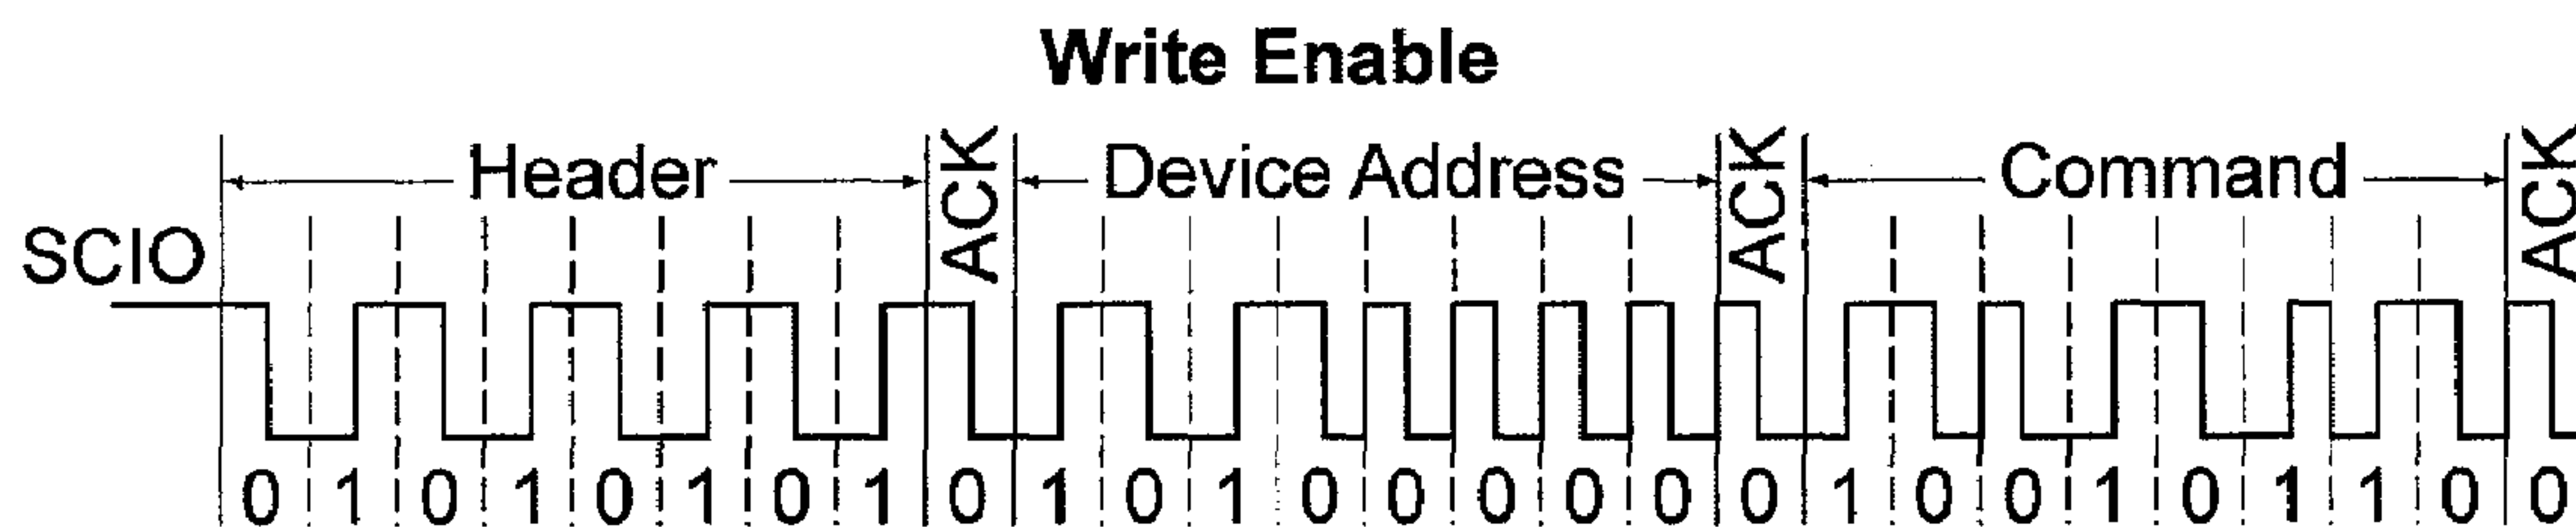 Write Enable
Header ACK Device Address ACK Command ACK
SCIO
0 1 0 1 0 1 0 1 0 1 0 1 0 0 0 0 0 0 1 0 0 1 0 1 1 0 0